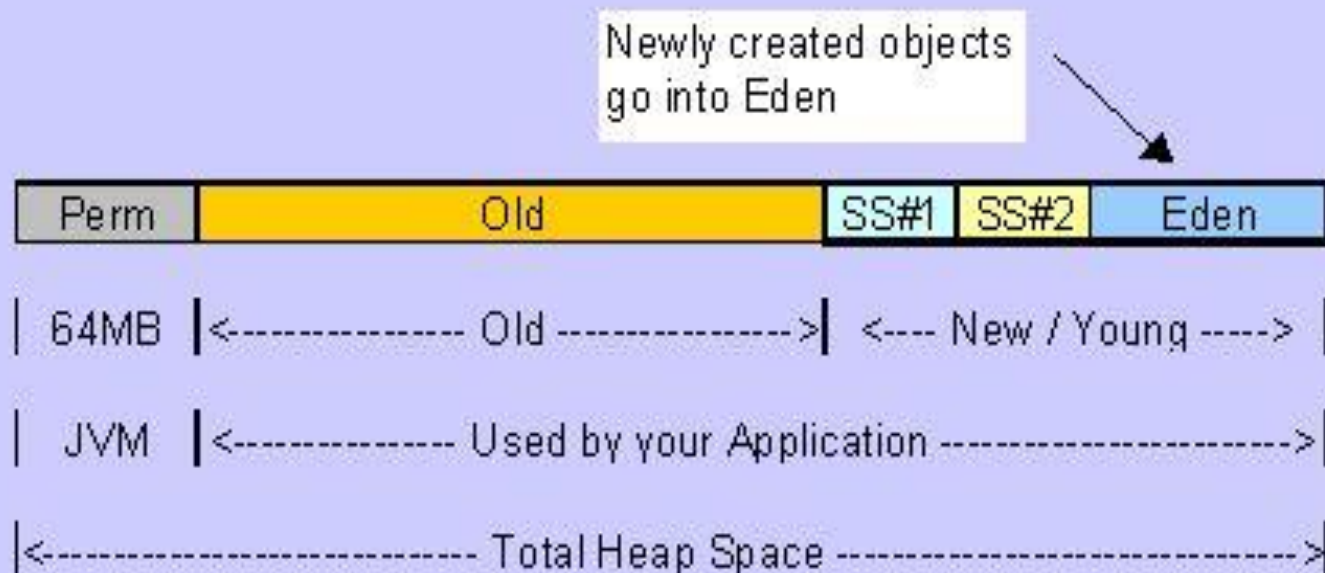 Newly created objects
go into Eden
Perm Old SS#1 SS#2 Eden
64MB <--------------- Old ----------------> <---- New / Young ----->
JVM <--------------- Used by your Application ------------------------>
<----------------------------- Total Heap Space ------------------------------>